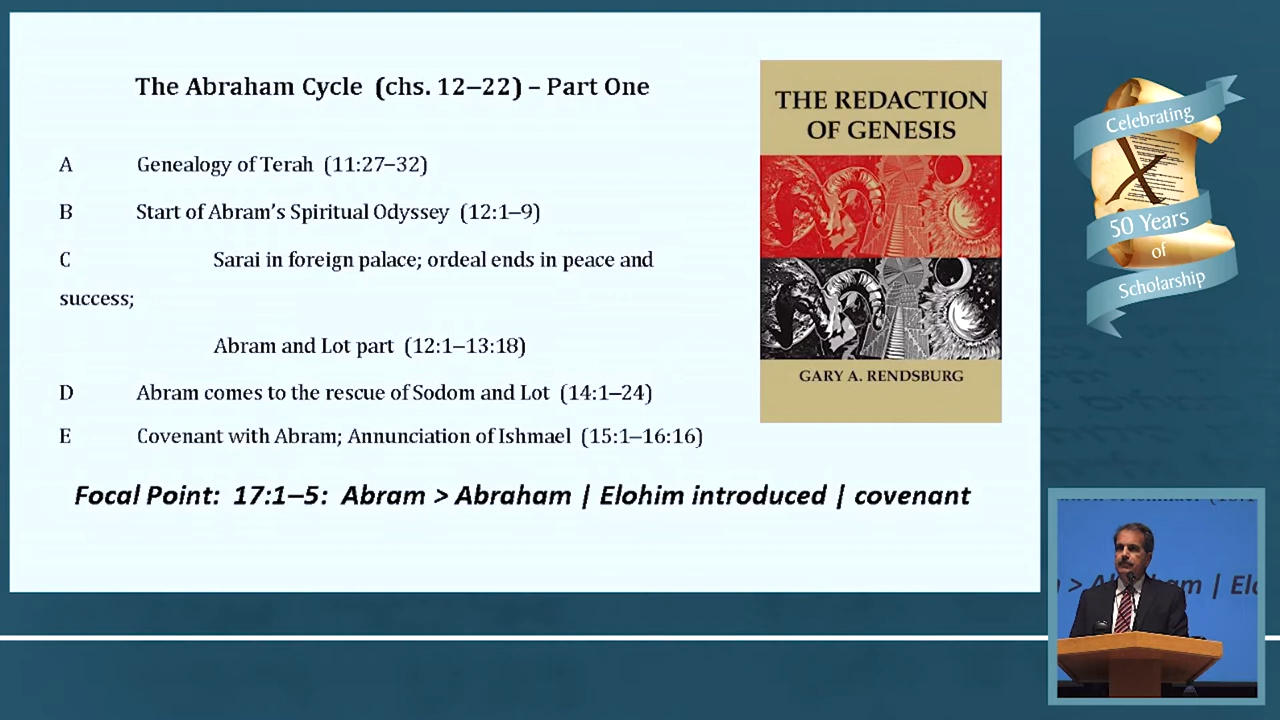 The Abraham Cycle (chs. 12–22) – Part One
A Genealogy of Terah (11:27–32)
B Start of Abram’s Spiritual Odyssey (12:1–9)
C Sarai in foreign palace; ordeal ends in peace and
success;
Abram and Lot part (12:1–13:18)
D Abram comes to the rescue of Sodom and Lot (14:1–24)
E Covenant with Abram; Annunciation of Ishmael (15:1–16:16)
Focal Point: 17:1–5: Abram > Abraham | Elohim introduced | covenant
THE REDACTION
OF GENESIS
GARY A. RENDSBURG
Celebrating
50 Years
of
Scholarship